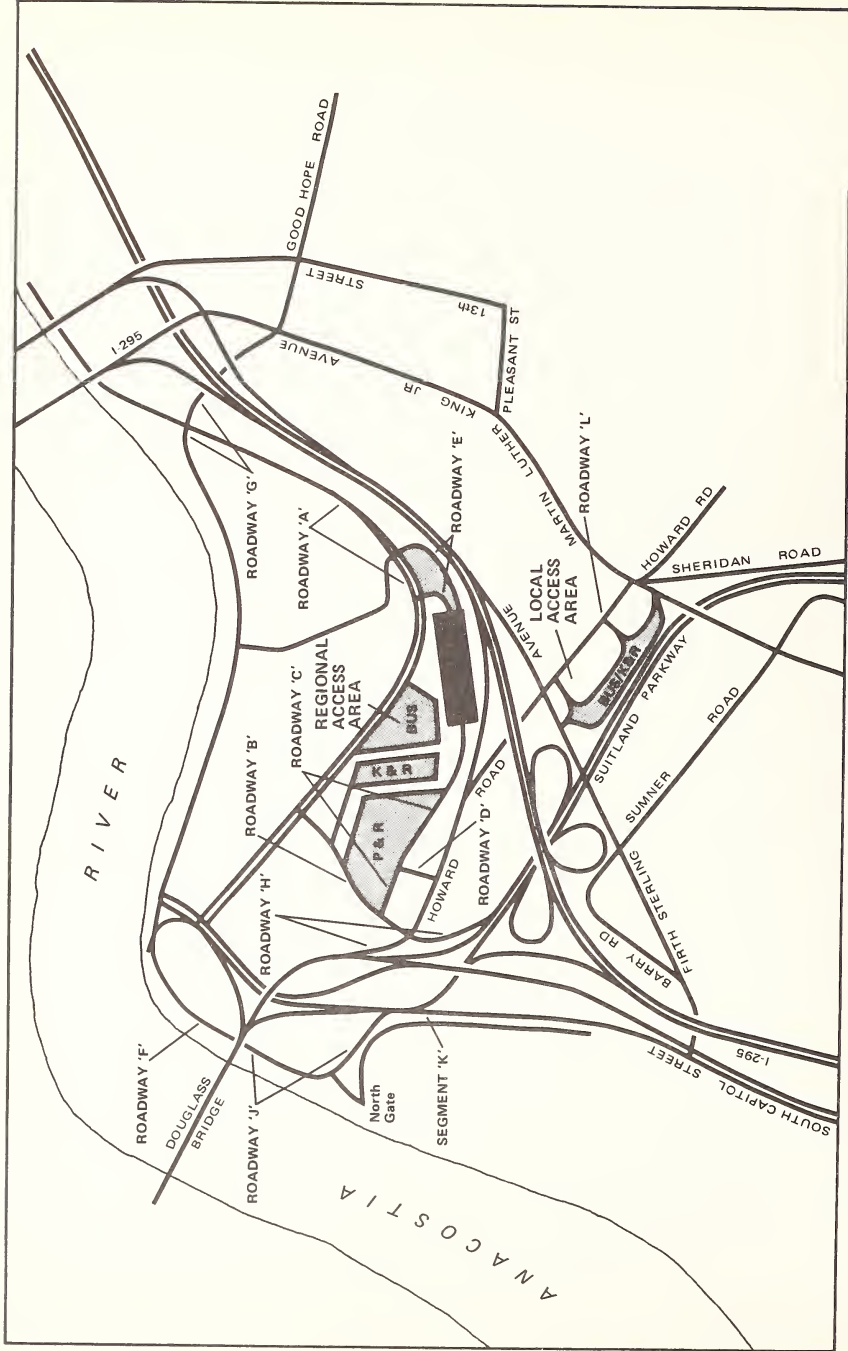 RIVER
ANACOSTIA
I-295
GOOD HOPE ROAD
13th STREET
MARTIN LUTHER KING JR AVENUE
PLEASANT ST
ROADWAY 'G'
ROADWAY 'A'
ROADWAY 'E'
ROADWAY 'L'
HOWARD RD
SHERIDAN ROAD
LOCAL
ACCESS
AREA
BUS/K&R
SUITLAND PARKWAY
SUMNER ROAD
FIRTH STERLING AVENUE
BARRY RD
REGIONAL
ACCESS
AREA
BUS
K & R
P & R
ROADWAY 'C'
ROADWAY 'B'
ROADWAY 'H'
ROADWAY 'D'
HOWARD ROAD
ROADWAY 'F'
DOUGLASS
BRIDGE
ROADWAY 'J'
North
Gate
SEGMENT 'K'
I-295
SOUTH CAPITOL STREET